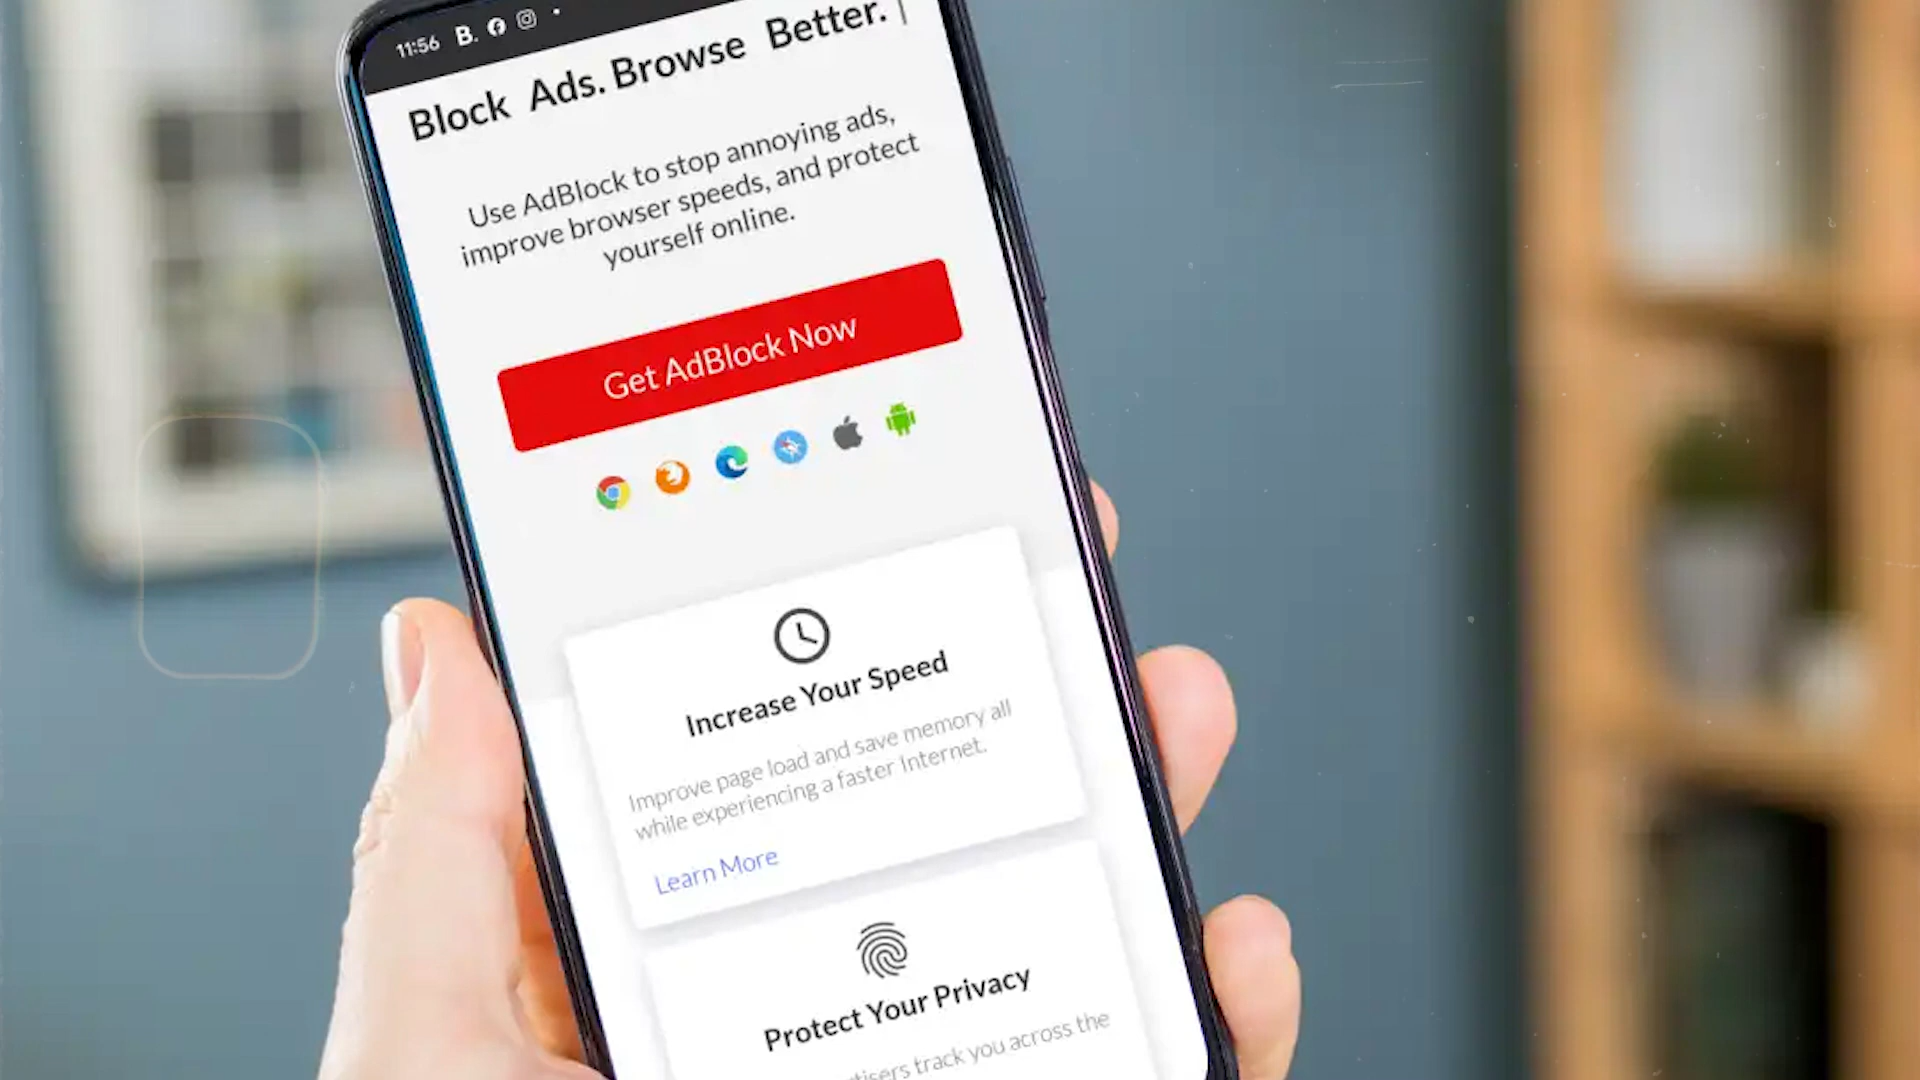 11:56 B.
Block Ads. Browse Better.
Use AdBlock to stop annoying ads,
improve browser speeds, and protect
yourself online.
Get AdBlock Now
Increase Your Speed
Improve page load and save memory all
while experiencing a faster Internet.
Learn More
Protect Your Privacy
track you across the